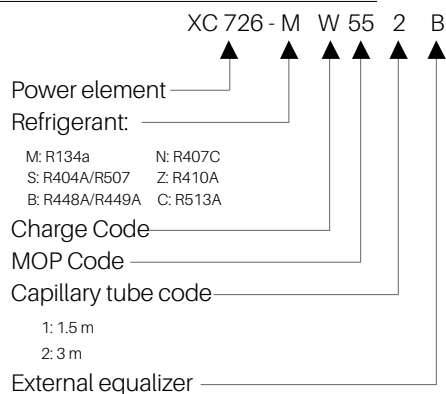 XC 726 - M W 55 2 B
Power element
Refrigerant:
M: R134a N: R407C
S: R404A/R507 Z: R410A
B: R448A/R449A C: R513A
Charge Code
MOP Code
Capillary tube code
1: 1.5 m
2: 3 m
External equalizer